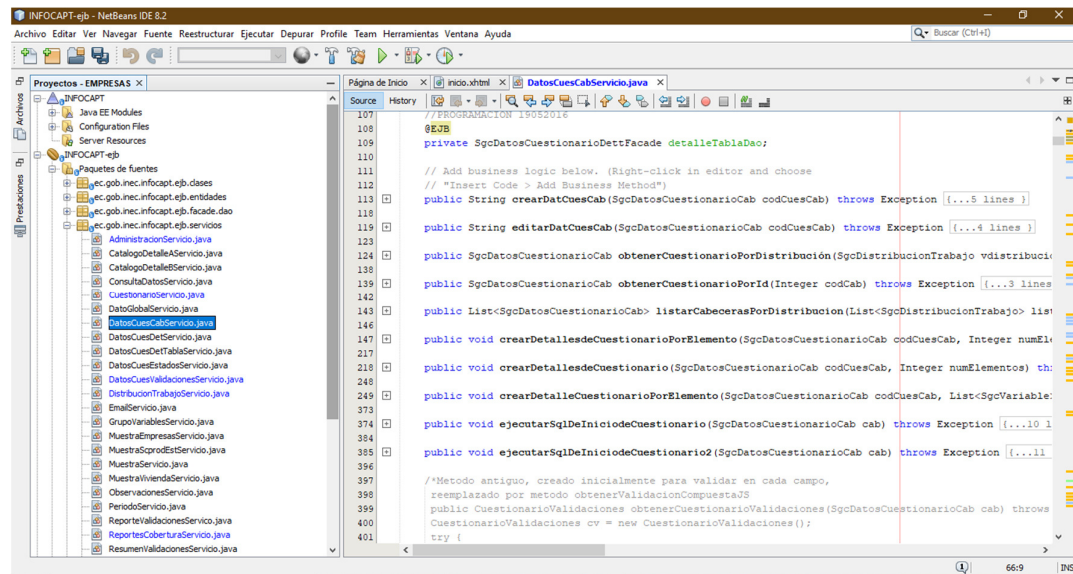 INFOCAPT-ejb - NetBeans IDE 8.2
Archivo Editar Ver Navegar Fuente Reestructurar Ejecutar Depurar Profile Team Herramientas Ventana Ayuda
Buscar (Ctrl+I)
Proyectos - EMPRESAS
Archivos
Prestaciones
INFOCAPT
Java EE Modules
Configuration Files
Server Resources
INFOCAPT-ejb
Paquetes de fuentes
ec.gob.inec.infocapt.ejb.clases
ec.gob.inec.infocapt.ejb.entidades
ec.gob.inec.infocapt.ejb.facade.dao
ec.gob.inec.infocapt.ejb.servicios
AdministracionServicio.java
CatalogoDetalleAServicio.java
CatalogoDetalleBServicio.java
ConsultaDatosServicio.java
CuestionarioServicio.java
DatoGlobalServicio.java
DatosCuesCabServicio.java
DatosCuesDetServicio.java
DatosCuesDetTablaServicio.java
DatosCuesEstadosServicio.java
DatosCuesValidacionesServicio.java
DistribucionTrabajoServicio.java
EmailServicio.java
GrupoVariablesServicio.java
MuestraEmpresasServicio.java
MuestraScprodEstServicio.java
MuestraServicio.java
MuestraViviendaServicio.java
ObservacionesServicio.java
PeriodoServicio.java
ReporteValidacionesServico.java
ReportesCoberturaServicio.java
ResumenValidacionesServicio.java
Página de Inicio inicio.xhtml DatosCuesCabServicio.java
Source History
107 //PROGRAMACION 19052016
108 @EJB
109 private SgcDatosCuestionarioDettFacade detalleTablaDao;
110
111 // Add business logic below. (Right-click in editor and choose
112 // "Insert Code > Add Business Method")
113 public String crearDatCuesCab(SgcDatosCuestionarioCab codCuesCab) throws Exception {...5 lines }
118
119 public String editarDatCuesCab(SgcDatosCuestionarioCab codCuesCab) throws Exception {...4 lines }
123
124 public SgcDatosCuestionarioCab obtenerCuestionarioPorDistribución(SgcDistribucionTrabajo vdistribuci
138
139 public SgcDatosCuestionarioCab obtenerCuestionarioPorId(Integer codCab) throws Exception {...3 lines
142
143 public List<SgcDatosCuestionarioCab> listarCabecerasPorDistribucion(List<SgcDistribucionTrabajo> list
146
147 public void crearDetallesdeCuestionarioPorElemento(SgcDatosCuestionarioCab codCuesCab, Integer numEle
217
218 public void crearDetallesdeCuestionario(SgcDatosCuestionarioCab codCuesCab, Integer numElementos) th
248
249 public void crearDetalleCuestionarioPorElemento(SgcDatosCuestionarioCab codCuesCab, List<SgcVariable
373
374 public void ejecutarSqlDeIniciodeCuestionario(SgcDatosCuestionarioCab cab) throws Exception {...10 l
384
385 public void ejecutarSqlDeIniciodeCuestionario2(SgcDatosCuestionarioCab cab) throws Exception {...11
396
397 /*Metodo antiguo, creado inicialmente para validar en cada campo,
398 reemplazado por metodo obtenerValidacionCompuestaJS
399 public CuestionarioValidaciones obtenerCuestionarioValidaciones(SgcDatosCuestionarioCab cab) throws
400 CuestionarioValidaciones cv = new CuestionarioValidaciones();
401 try {
1 66:9 INS